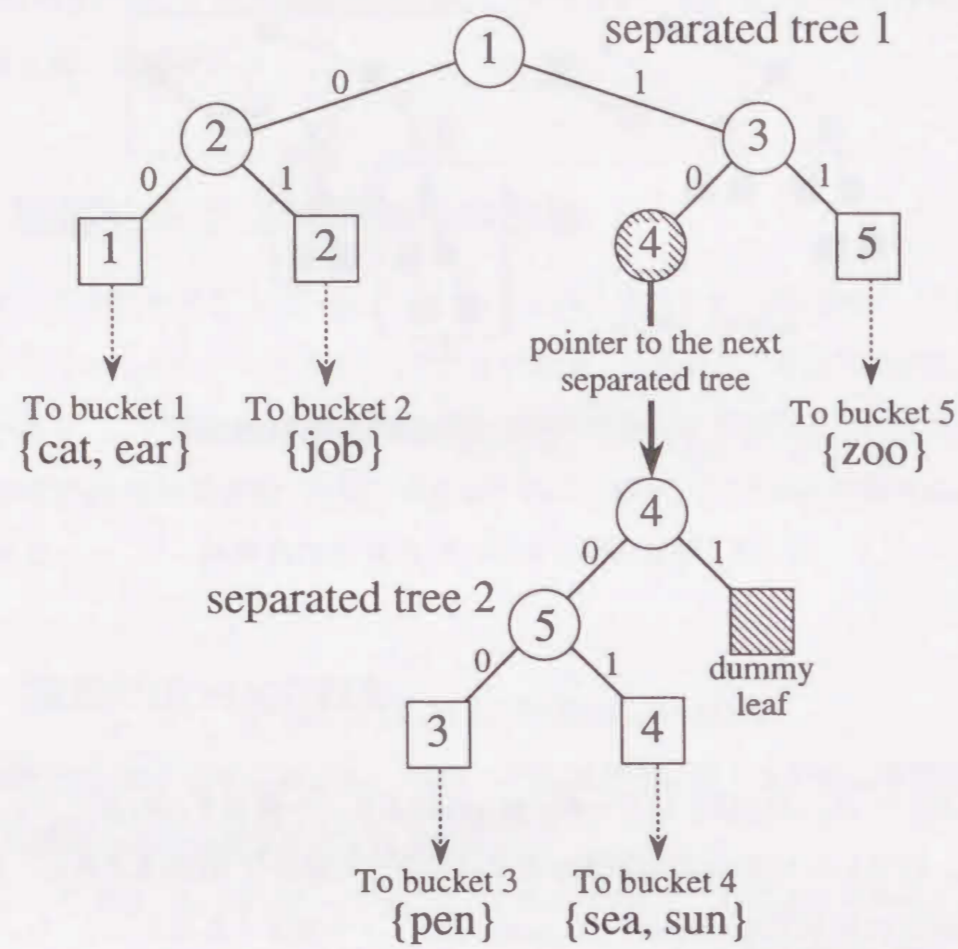 separated tree 1
1
0 1
2 3
0 1 0 1
1 2 4 5
pointer to the next
separated tree
To bucket 1 To bucket 2 To bucket 5
{cat, ear} {job} {zoo}
4
0 1
separated tree 2
5
0 1
dummy
leaf
3 4
To bucket 3 To bucket 4
{pen} {sea, sun}